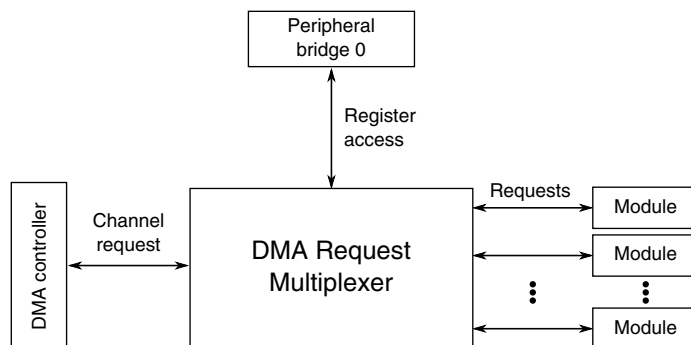 Peripheral
bridge 0
Register
access
DMA controller
Channel
request
DMA Request
Multiplexer
Requests
Module
Module
Module